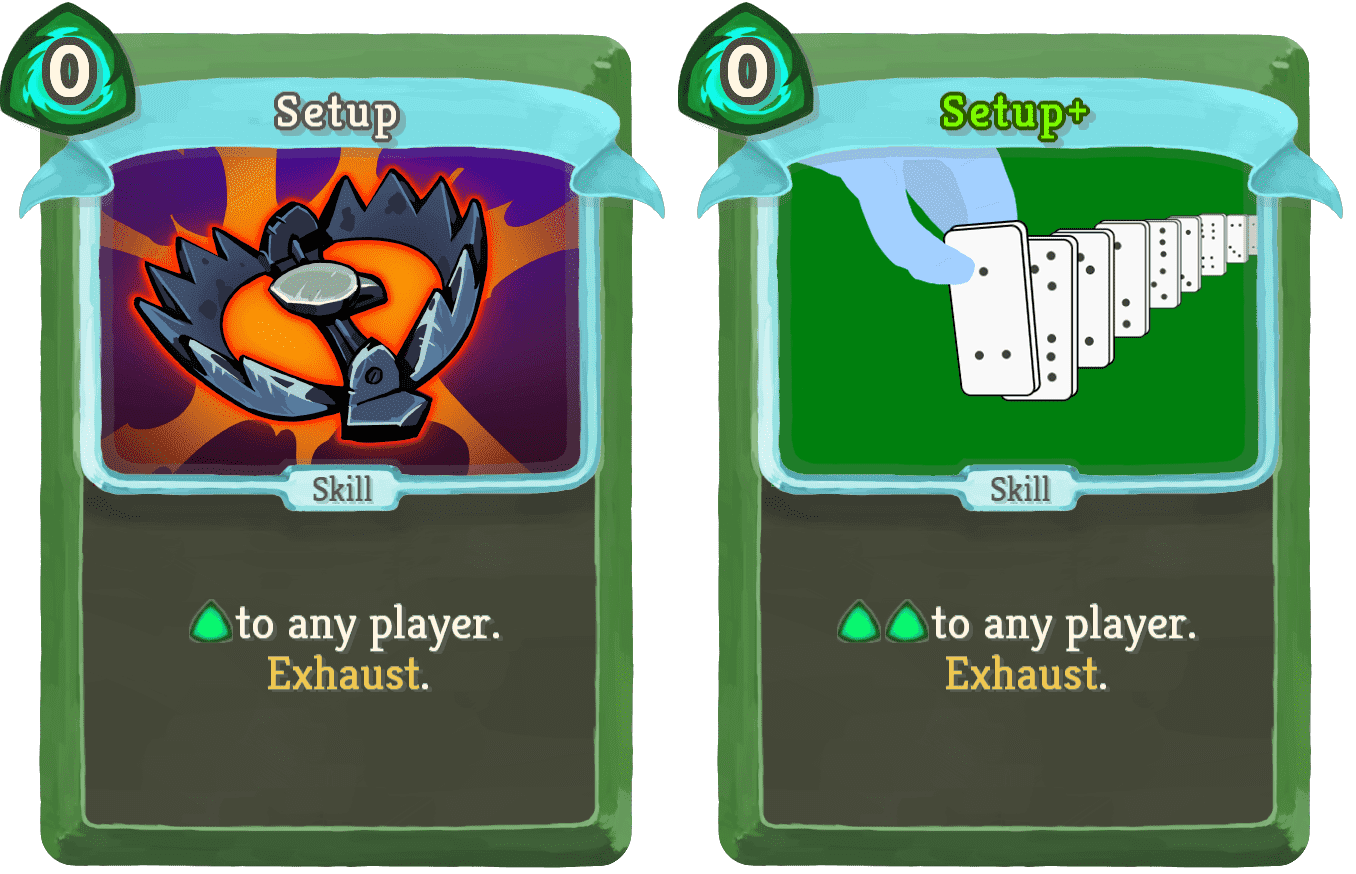 0
Setup
Skill
to any player.
Exhaust.
0
Setup+
Skill
to any player.
Exhaust.